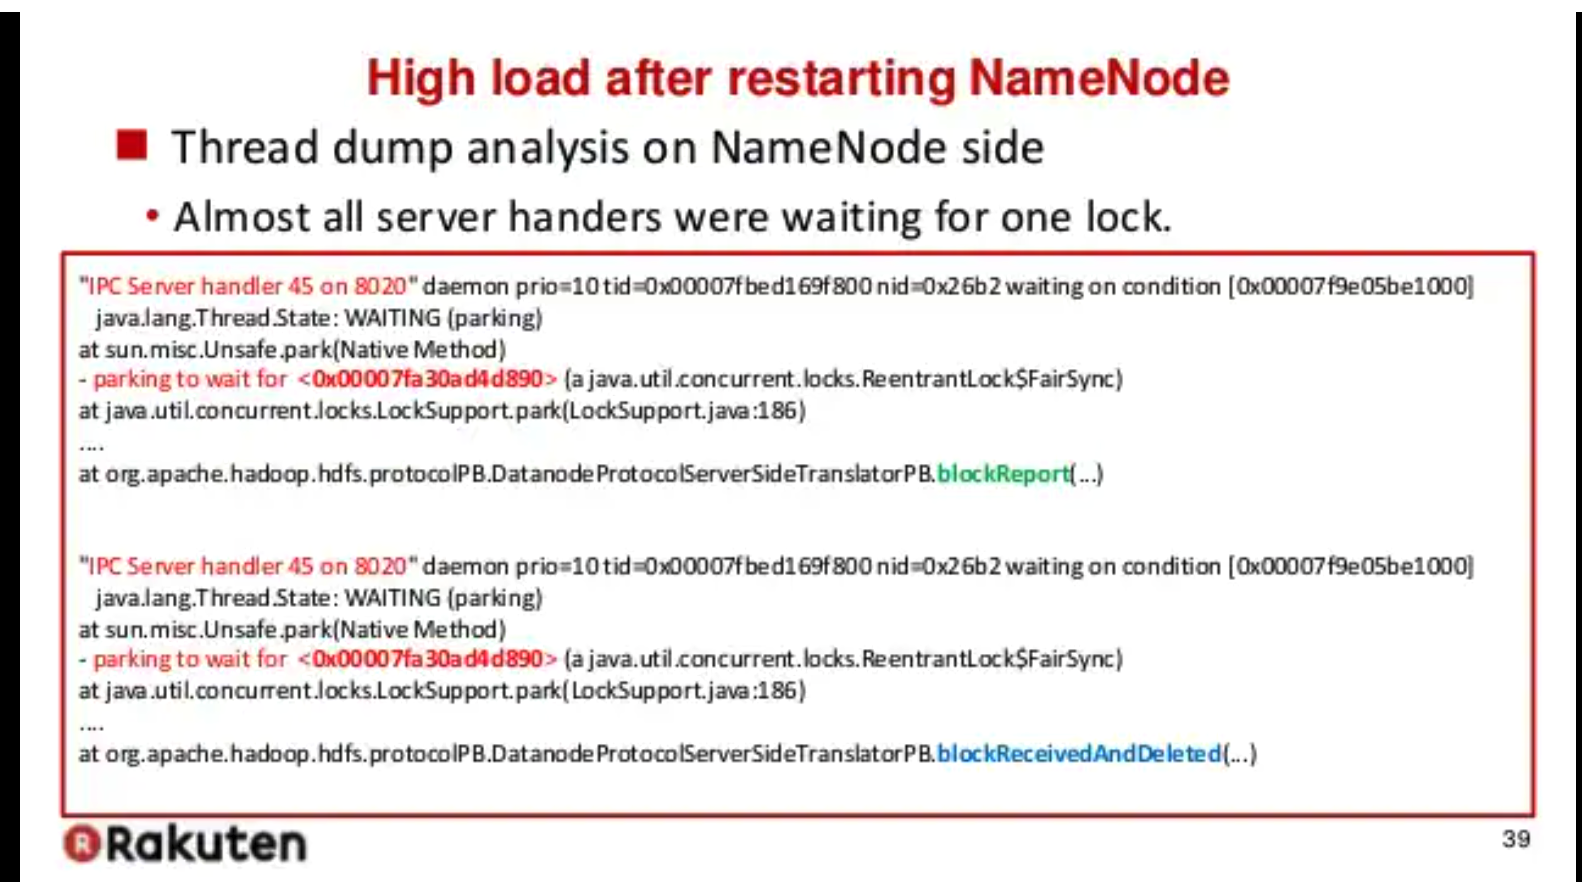 High load after restarting NameNode
Thread dump analysis on NameNode side
• Almost all server handers were waiting for one lock.
"IPC Server handler 45 on 8020" daemon prio=10 tid=0x00007fbed169f800 nid=0x26b2 waiting on condition [0x00007f9e05be1000]
java.lang.Thread.State: WAITING (parking)
at sun.misc.Unsafe.park(Native Method)
- parking to wait for <0x00007fa30ad4d890> (a java.util.concurrent.locks.ReentrantLock$FairSync)
at java.util.concurrent.locks.LockSupport.park(LockSupport.java:186)
....
at org.apache.hadoop.hdfs.protocolPB.DatanodeProtocolServerSideTranslatorPB.blockReport(...)
"IPC Server handler 45 on 8020" daemon prio=10 tid=0x00007fbed169f800 nid=0x26b2 waiting on condition [0x00007f9e05be1000]
java.lang.Thread.State: WAITING (parking)
at sun.misc.Unsafe.park(Native Method)
- parking to wait for <0x00007fa30ad4d890> (a java.util.concurrent.locks.ReentrantLock$FairSync)
at java.util.concurrent.locks.LockSupport.park(LockSupport.java:186)
....
at org.apache.hadoop.hdfs.protocolPB.DatanodeProtocolServerSideTranslatorPB.blockReceivedAndDeleted(...)
R Rakuten
39